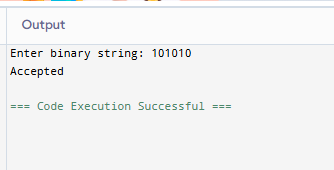 Output
Enter binary string: 101010
Accepted
=== Code Execution Successful ===